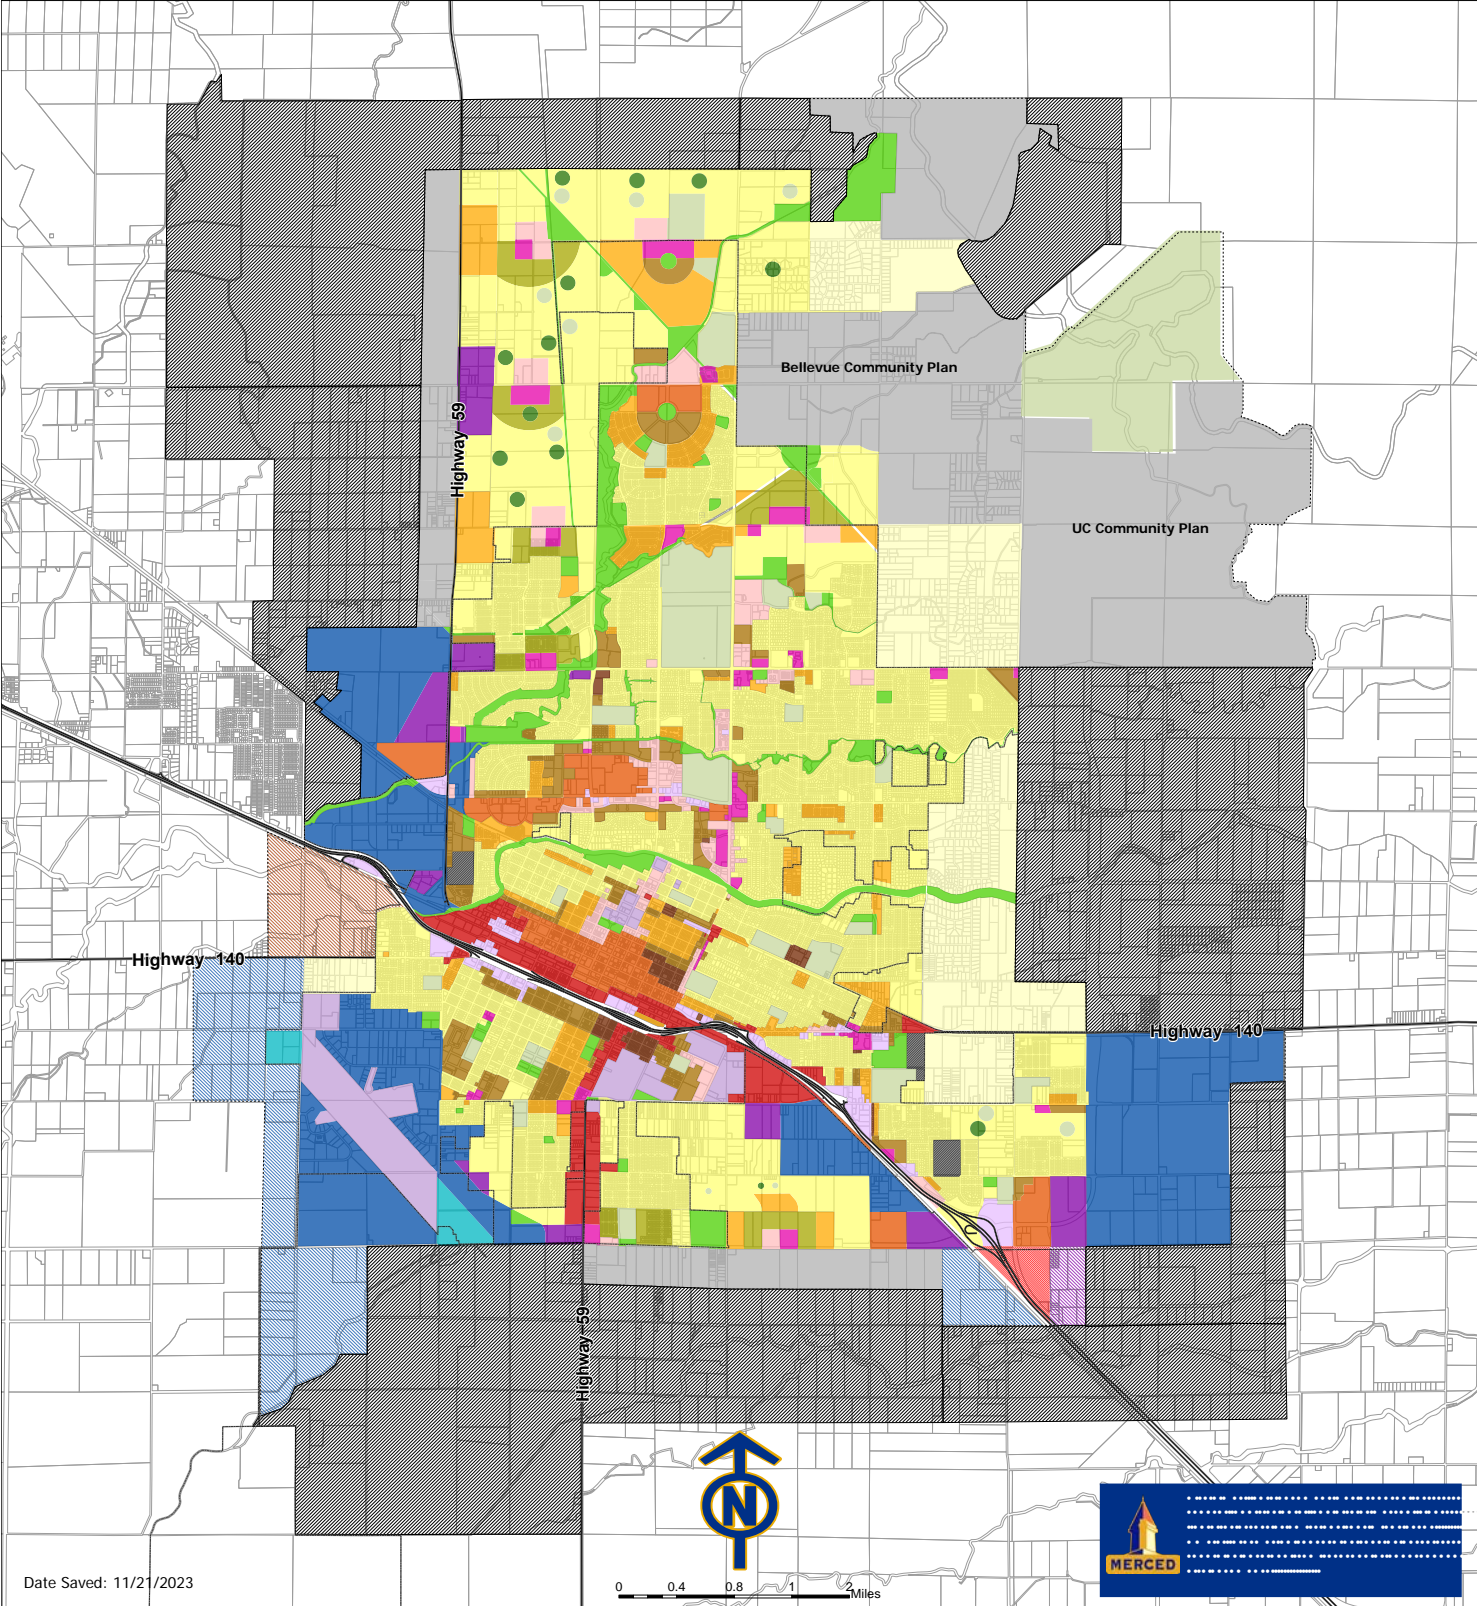 Bellevue Community Plan
Highway 59
UC Community Plan
Highway 140
Highway 140
Highway 59
N
Date Saved: 11/21/2023
0 0.4 0.8 1 2
Miles
MERCED